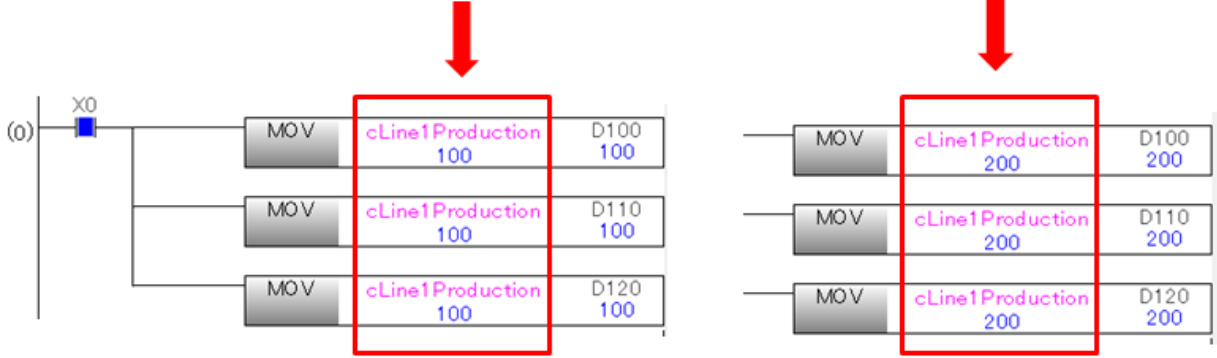 X0
(0) MOV cLine1Production D100
100 100
MOV cLine1Production D110
100 100
MOV cLine1Production D120
100 100
MOV cLine1Production D100
200 200
MOV cLine1Production D110
200 200
MOV cLine1Production D120
200 200